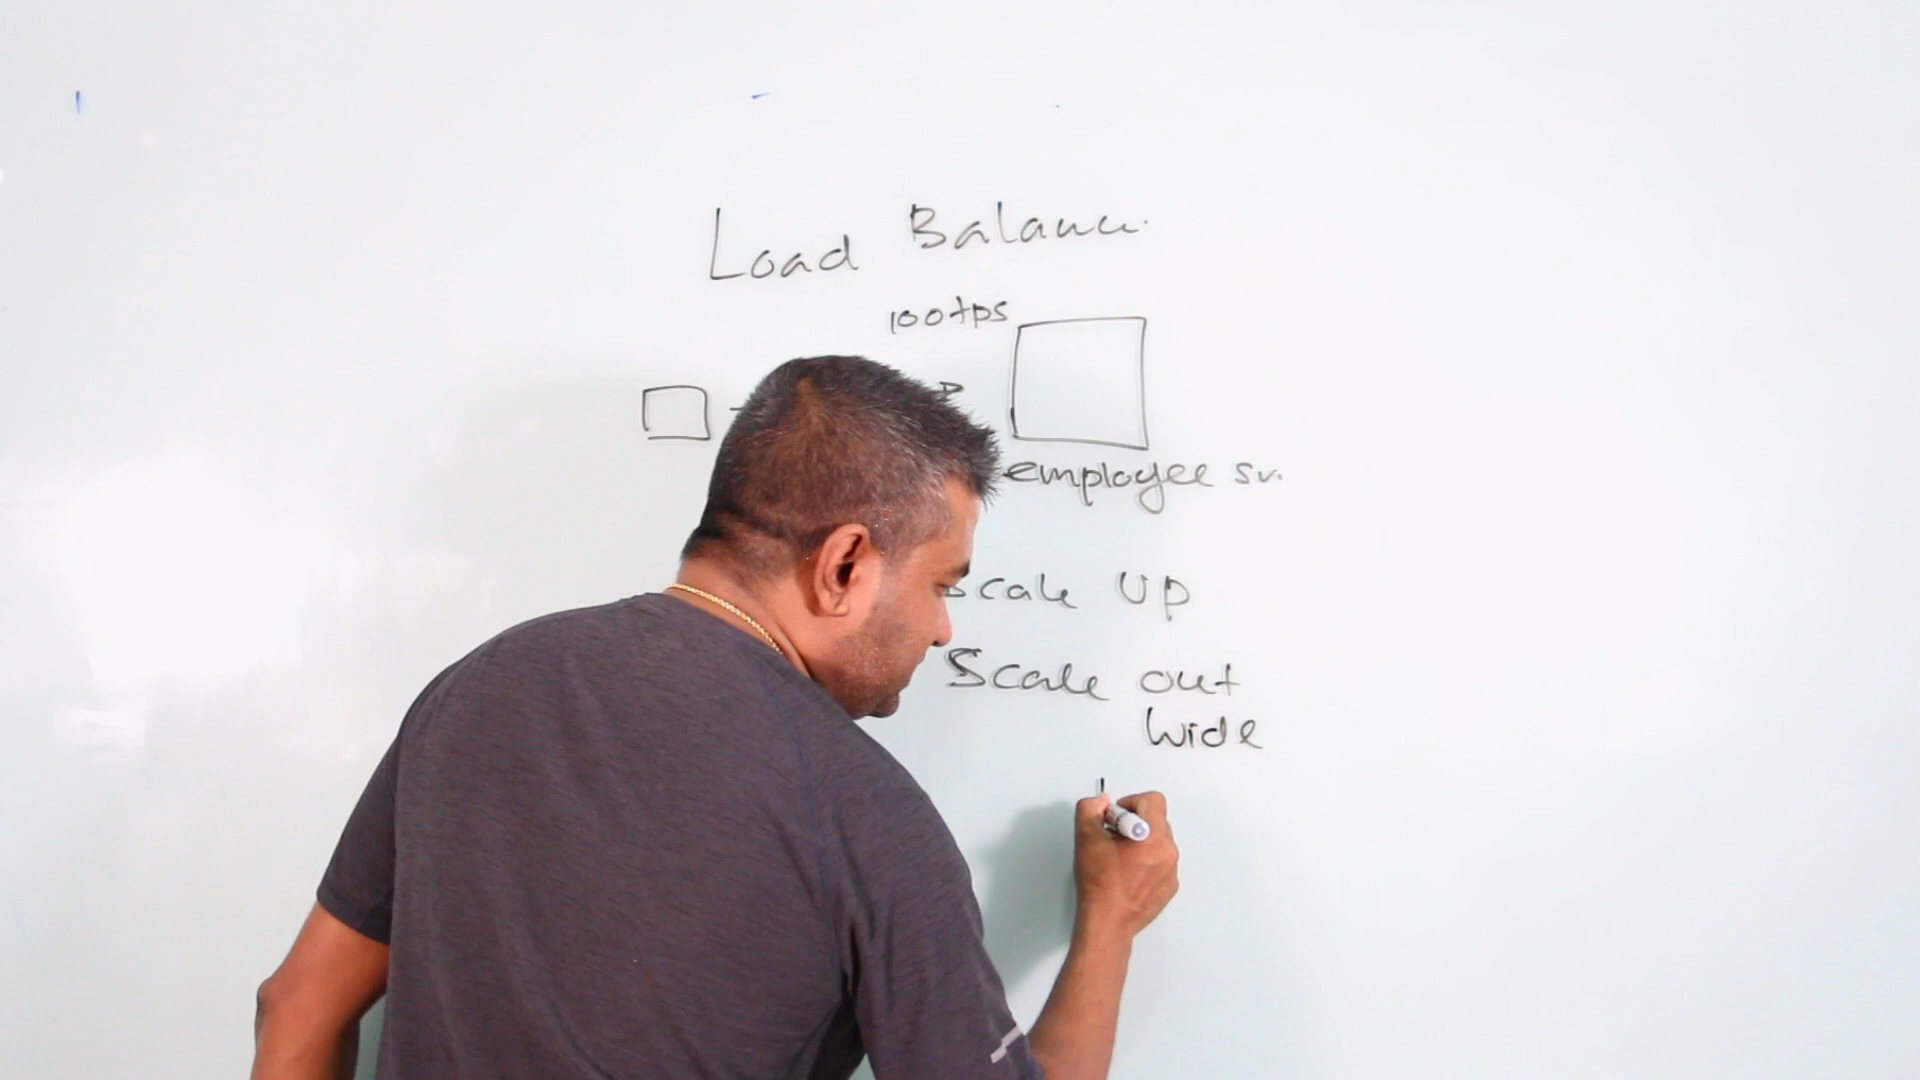 Load Balance
100tps
employee sv.
Scale Up
Scale out
wide